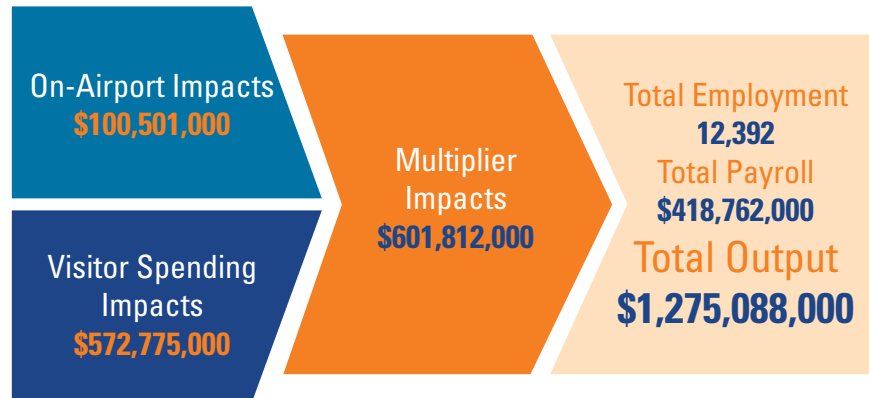 On-Airport Impacts
$100,501,000
Visitor Spending
Impacts
$572,775,000
Multiplier
Impacts
$601,812,000
Total Employment
12,392
Total Payroll
$418,762,000
Total Output
$1,275,088,000